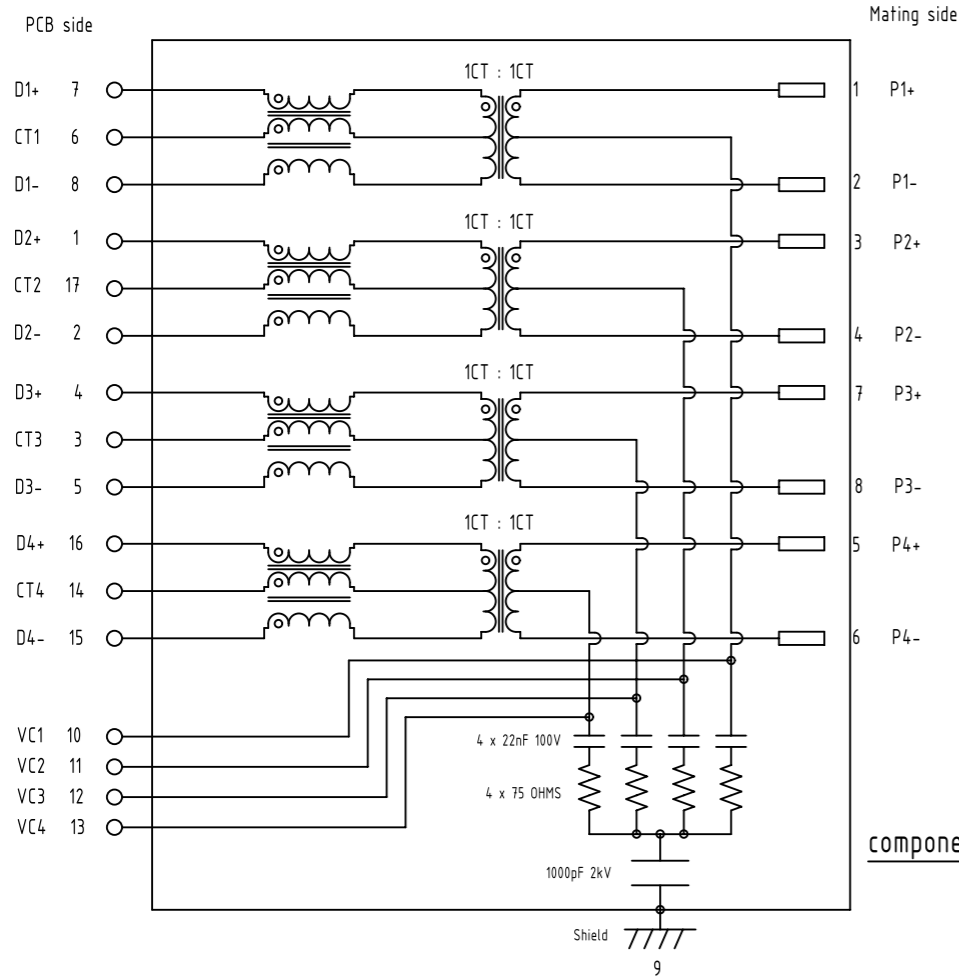 PCB side
Mating side
1CT : 1CT
D1+ 7
1 P1+
CT1 6
D1- 8
2 P1-
1CT : 1CT
D2+ 1
3 P2+
CT2 17
D2- 2
4 P2-
1CT : 1CT
D3+ 4
7 P3+
CT3 3
D3- 5
8 P3-
1CT : 1CT
D4+ 16
5 P4+
CT4 14
D4- 15
6 P4-
VC1 10
4 x 22nF 100V
VC2 11
VC3 12
4 x 75 OHMS
VC4 13
compone
1000pF 2kV
Shield
9